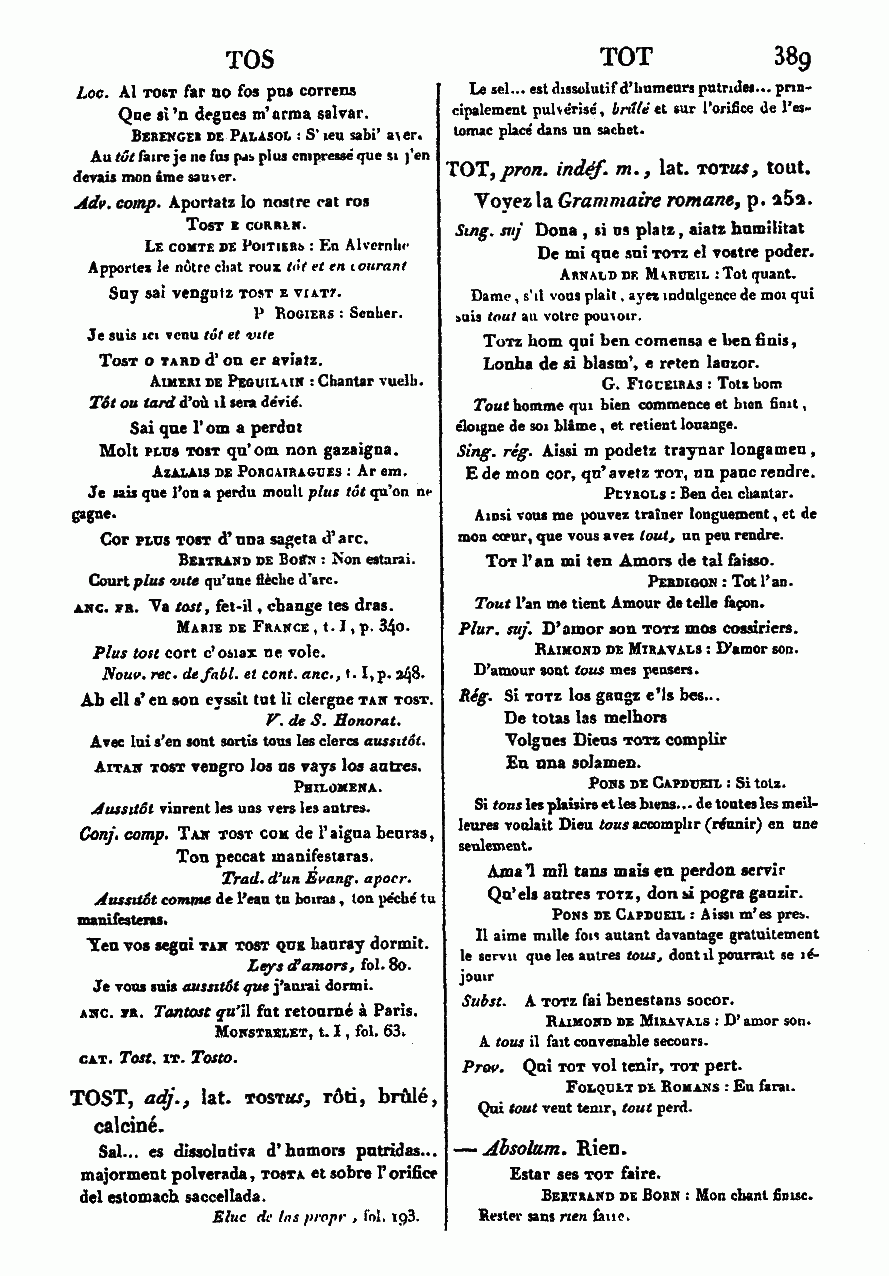 TOS
TOT 389
Loc. Al TOST far no fos pus correns
Que si 'n degues m'arma salvar.
BERENGER DE PALASOL : S'ieu sabi' aver.
Au tôt faire je ne fus pas plus empressé que si j'en
devais mon âme sauver.
Adv. comp. Aportatz lo nostre cat ros
TOST E CORREN.
LE COMTE DE POITIERS : En Alvernhe
Apportez le nôtre chat roux tôt et en courant
Suy sai vengutz TOST E VIATZ.
P ROGIERS : Senher.
Je suis ici venu tôt et vite
TOST O TARD d'on er aviatz.
AIMERI DE PEGUILAIN : Chantar vuelh.
Tôt ou tard d'où il sera dévié.
Sai que l'om a perdut
Molt PLUS TOST qu'om non gazaigna.
AZALAIS DE PORCAIRAGUES : Ar em.
Je sais que l'on a perdu moult plus tôt qu'on ne
gagne.
Cor PLUS TOST d'una sageta d'arc.
BERTRAND DE BORN : Non estarai.
Court plus vite qu'une flèche d'arc.
ANC. FR. Va tost, fet-il, change tes dras.
MARIE DE FRANCE, t. I, p. 340.
Plus tost cort c'oisiax ne vole.
Nouv. rec. de fabl. et cont. anc., t. I, p. 248.
Ab ell s'en son eyssit tut li clergue TAN TOST.
V. de S. Honorat.
Avec lui s'en sont sortis tous les clercs aussitôt.
AITAN TOST vengro los us vays los autres.
PHILOMENA.
Aussitôt vinrent les uns vers les autres.
Conj. comp. TAN TOST COM de l'aigua beuras,
Ton peccat manifestaras.
Trad. d'un Évang. apocr.
Aussitôt comme de l'eau tu boiras, ton péché tu
manifesteras.
Yeu vos segui TAN TOST QUE hauray dormit.
Leys d'amors, fol. 80.
Je vous suis aussitôt que j'aurai dormi.
ANC. FR. Tantost qu'il fut retourné à Paris.
MONSTRELET, t. I, fol. 63.
CAT. Tost. IT. Tosto.
TOST, adj., lat. TOSTUS, rôti, brûlé,
calciné.
Sal... es dissolutiva d'humors putridas...
majorment polverada, TOSTA et sobre l'orifice
del estomach saccellada.
Eluc de las propr, fol. 193.
Le sel... est dissolutif d'humeurs putrides... prin-
cipalement pulvérisé, brûlé et sur l'orifice de l'es-
tomac placé dans un sachet.
TOT, pron. indéf. m., lat. TOTUS, tout.
Voyez la Grammaire romane, p. 252.
Sing. suj Dona, si us platz, aiatz humilitat
De mi que sui TOTZ el vostre poder.
ARNAUD DE MARUEIL : Tot quant.
Dame, s'il vous plait, ayez indulgence de moi qui
suis tout au votre pouvoir.
TOTZ hom qui ben comensa e ben finis,
Lonha de si blasm', e reten lauzor.
G. FIGUEIRAS : Totz hom
Tout homme qui bien commence et bien finit,
éloigne de soi blâme, et retient louange.
Sing. rég. Aissi m podetz traynar longamen,
E de mon cor, qu'avetz TOT, un pauc rendre.
PEYROLS : Ben dei chantar.
Ainsi vous me pouvez traîner longuement, et de
mon cœur, que vous avez tout, un peu rendre.
TOT l'an mi ten Amors de tal faisso.
PERDIGON : Tot l'an.
Tout l'an me tient Amour de telle façon.
Plur. suj. D'amor son TOTZ mos cossiriers.
RAIMOND DE MIRAVALS : D'amor son.
D'amour sont tous mes pensers.
Rég. Si TOTZ los gaugz e'ls bes...
De totas las melhors
Volgues Dieus TOTZ complir
En una solamen.
PONS DE CAPDUEIL : Si totz.
Si tous les plaisirs et les biens... de toutes les meil-
leures voulait Dieu tous accomplir (réunir) en une
seulement.
Ama'l mil tans mais en perdon servir
Qu'els autres TOTZ, don si pogra gauzir.
PONS DE CAPDUEIL : Aissi m'es pres.
Il aime mille fois autant davantage gratuitement
le servir que les autres tous, dont il pourrait se ré-
jouir
Subst. A TOTZ fai benestans socor.
RAIMOND DE MIRAVALS : D'amor son.
A tous il fait convenable secours.
Prov. Qui TOT vol tenir, TOT pert.
FOLQUET DE ROMANS : En farai.
Qui tout veut tenir, tout perd.
— Absolum. Rien.
Estar ses TOT faire.
BERTRAND DE BORN : Mon chant finisc.
Rester sans rien faire.